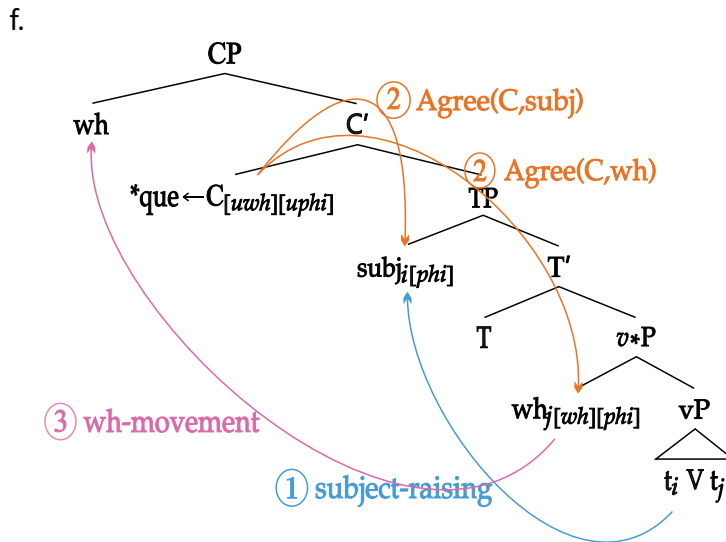 f.
CP
② Agree(C,subj)
wh
C′
② Agree(C,wh)
*que←C[uwh][uphi]
TP
subji[phi]
T′
T
v*P
whj[wh][phi]
vP
③ wh-movement
ti V tj
① subject-raising